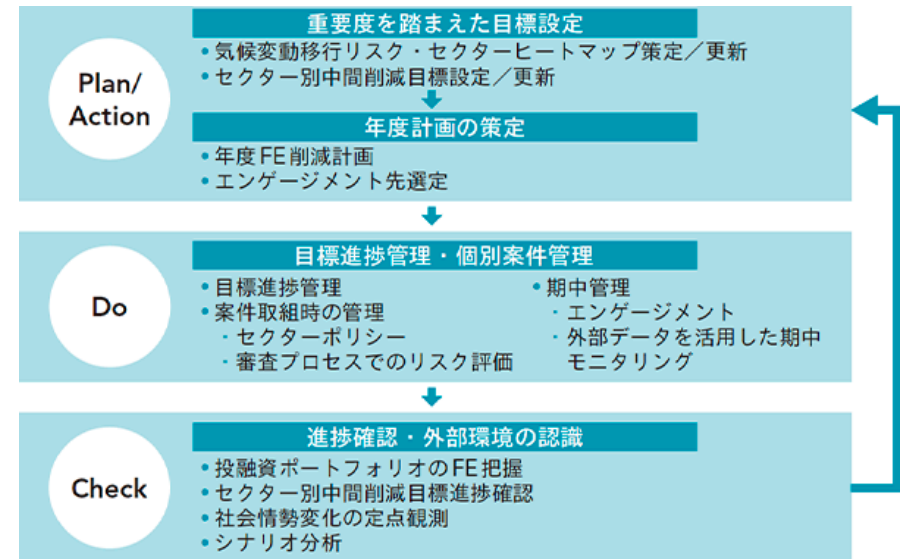 Plan/
Action
重要度を踏まえた目標設定
•気候変動移行リスク・セクターヒートマップ策定／更新
•セクター別中間削減目標設定／更新
年度計画の策定
•年度FE削減計画
•エンゲージメント先選定
Do
目標進捗管理・個別案件管理
•目標進捗管理
•案件取組時の管理
・セクターポリシー
・審査プロセスでのリスク評価
•期中管理
・エンゲージメント
・外部データを活用した期中
モニタリング
Check
進捗確認・外部環境の認識
•投融資ポートフォリオのFE把握
•セクター別中間削減目標進捗確認
•社会情勢変化の定点観測
•シナリオ分析